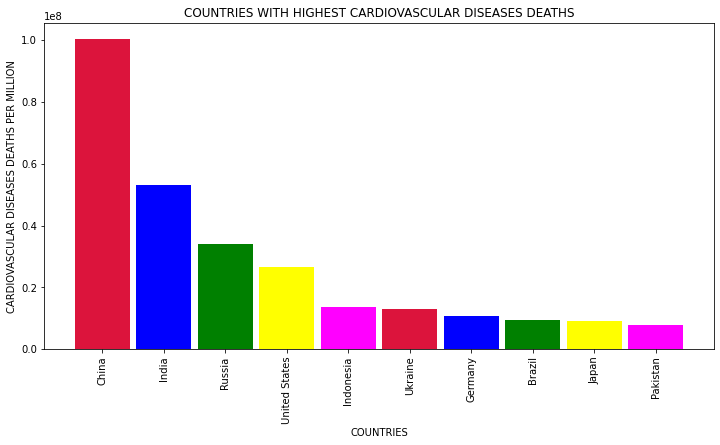 COUNTRIES WITH HIGHEST CARDIOVASCULAR DISEASES DEATHS
1e8
CARDIOVASCULAR DISEASES DEATHS PER MILLION
1.0
0.8
0.6
0.4
0.2
0.0
China
India
Russia
United States
Indonesia
Ukraine
Germany
Brazil
Japan
Pakistan
COUNTRIES